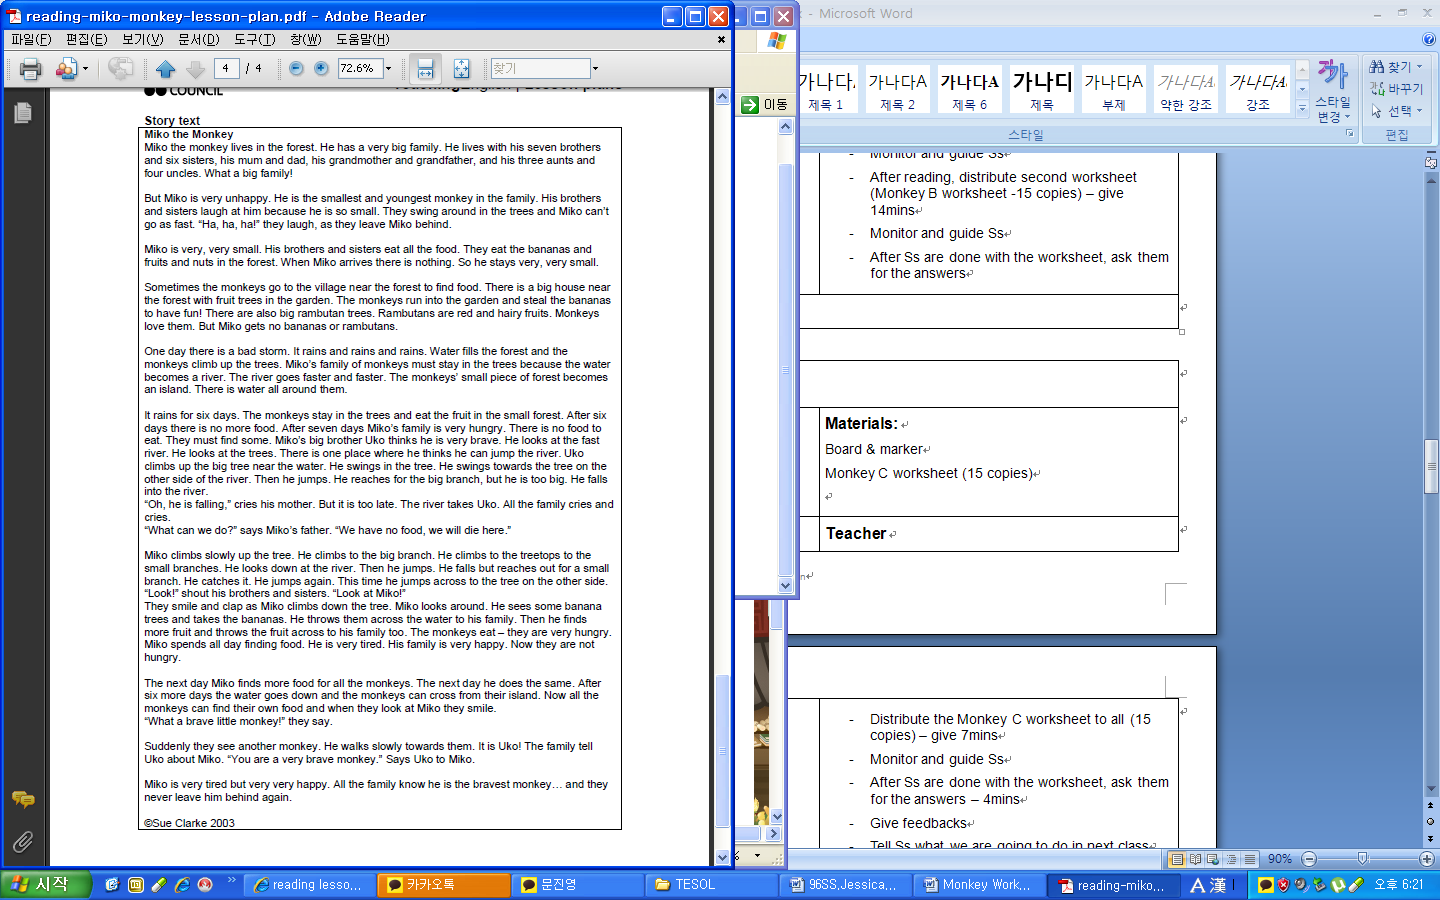 reading-miko-monkey-lesson-plan.pdf - Adobe Reader
파일(F) 편집(E) 보기(V) 문서(D) 도구(T) 창(W) 도움말(H)
4 / 4 72.6% 찾기
COUNCIL
Story text
Miko the Monkey
Miko the monkey lives in the forest. He has a very big family. He lives with his seven brothers
and six sisters, his mum and dad, his grandmother and grandfather, and his three aunts and
four uncles. What a big family!
But Miko is very unhappy. He is the smallest and youngest monkey in the family. His brothers
and sisters laugh at him because he is so small. They swing around in the trees and Miko can't
go as fast. "Ha, ha, ha!" they laugh, as they leave Miko behind.
Miko is very, very small. His brothers and sisters eat all the food. They eat the bananas and
fruits and nuts in the forest. When Miko arrives there is nothing. So he stays very, very small.
Sometimes the monkeys go to the village near the forest to find food. There is a big house near
the forest with fruit trees in the garden. The monkeys run into the garden and steal the bananas
to have fun! There are also big rambutan trees. Rambutans are red and hairy fruits. Monkeys
love them. But Miko gets no bananas or rambutans.
One day there is a bad storm. It rains and rains and rains. Water fills the forest and the
monkeys climb up the trees. Miko's family of monkeys must stay in the trees because the water
becomes a river. The river goes faster and faster. The monkeys' small piece of forest becomes
an island. There is water all around them.
It rains for six days. The monkeys stay in the trees and eat the fruit in the small forest. After six
days there is no more food. After seven days Miko's family is very hungry. There is no food to
eat. They must find some. Miko's big brother Uko thinks he is very brave. He looks at the fast
river. He looks at the trees. There is one place where he thinks he can jump the river. Uko
climbs up the big tree near the water. He swings in the tree. He swings towards the tree on the
other side of the river. Then he jumps. He reaches for the big branch, but he is too big. He falls
into the river.
"Oh, he is falling," cries his mother. But it is too late. The river takes Uko. All the family cries and
cries.
"What can we do?" says Miko's father. "We have no food, we will die here."
Miko climbs slowly up the tree. He climbs to the big branch. He climbs to the treetops to the
small branches. He looks down at the river. Then he jumps. He falls but reaches out for a small
branch. He catches it. He jumps again. This time he jumps across to the tree on the other side.
"Look!" shout his brothers and sisters. "Look at Miko!"
They smile and clap as Miko climbs down the tree. Miko looks around. He sees some banana
trees and takes the bananas. He throws them across the water to his family. Then he finds
more fruit and throws the fruit across to his family too. The monkeys eat – they are very hungry.
Miko spends all day finding food. He is very tired. His family is very happy. Now they are not
hungry.
The next day Miko finds more food for all the monkeys. The next day he does the same. After
six more days the water goes down and the monkeys can cross from their island. Now all the
monkeys can find their own food and when they look at Miko they smile.
"What a brave little monkey!" they say.
Suddenly they see another monkey. He walks slowly towards them. It is Uko! The family tell
Uko about Miko. "You are a very brave monkey." Says Uko to Miko.
Miko is very tired but very very happy. All the family know he is the bravest monkey… and they
never leave him behind again.
©Sue Clarke 2003
이동
- Microsoft Word
가나다 가나다A 가나다A 가나디 가나다A 가나다A 가나다A
제목 1 제목 2 제목 6 제목 부제 약한 강조 강조
스타일
변경
찾기
바꾸기
선택
스타일 편집
- Monitor and guide Ss
- After reading, distribute second worksheet
(Monkey B worksheet -15 copies) – give
14mins
- Monitor and guide Ss
- After Ss are done with the worksheet, ask them
for the answers
Materials:
Board & marker
Monkey C worksheet (15 copies)
Teacher
- Distribute the Monkey C worksheet to all (15
copies) – give 7mins
- Monitor and guide Ss
- After Ss are done with the worksheet, ask them
for the answers – 4mins
- Give feedbacks
- Tell Ss what we are going to do in next class
90%
시작 reading lesso... 카카오톡 문진영 TESOL 96SS,Jessica... Monkey Work... reading-miko... A 漢 오후 6:21